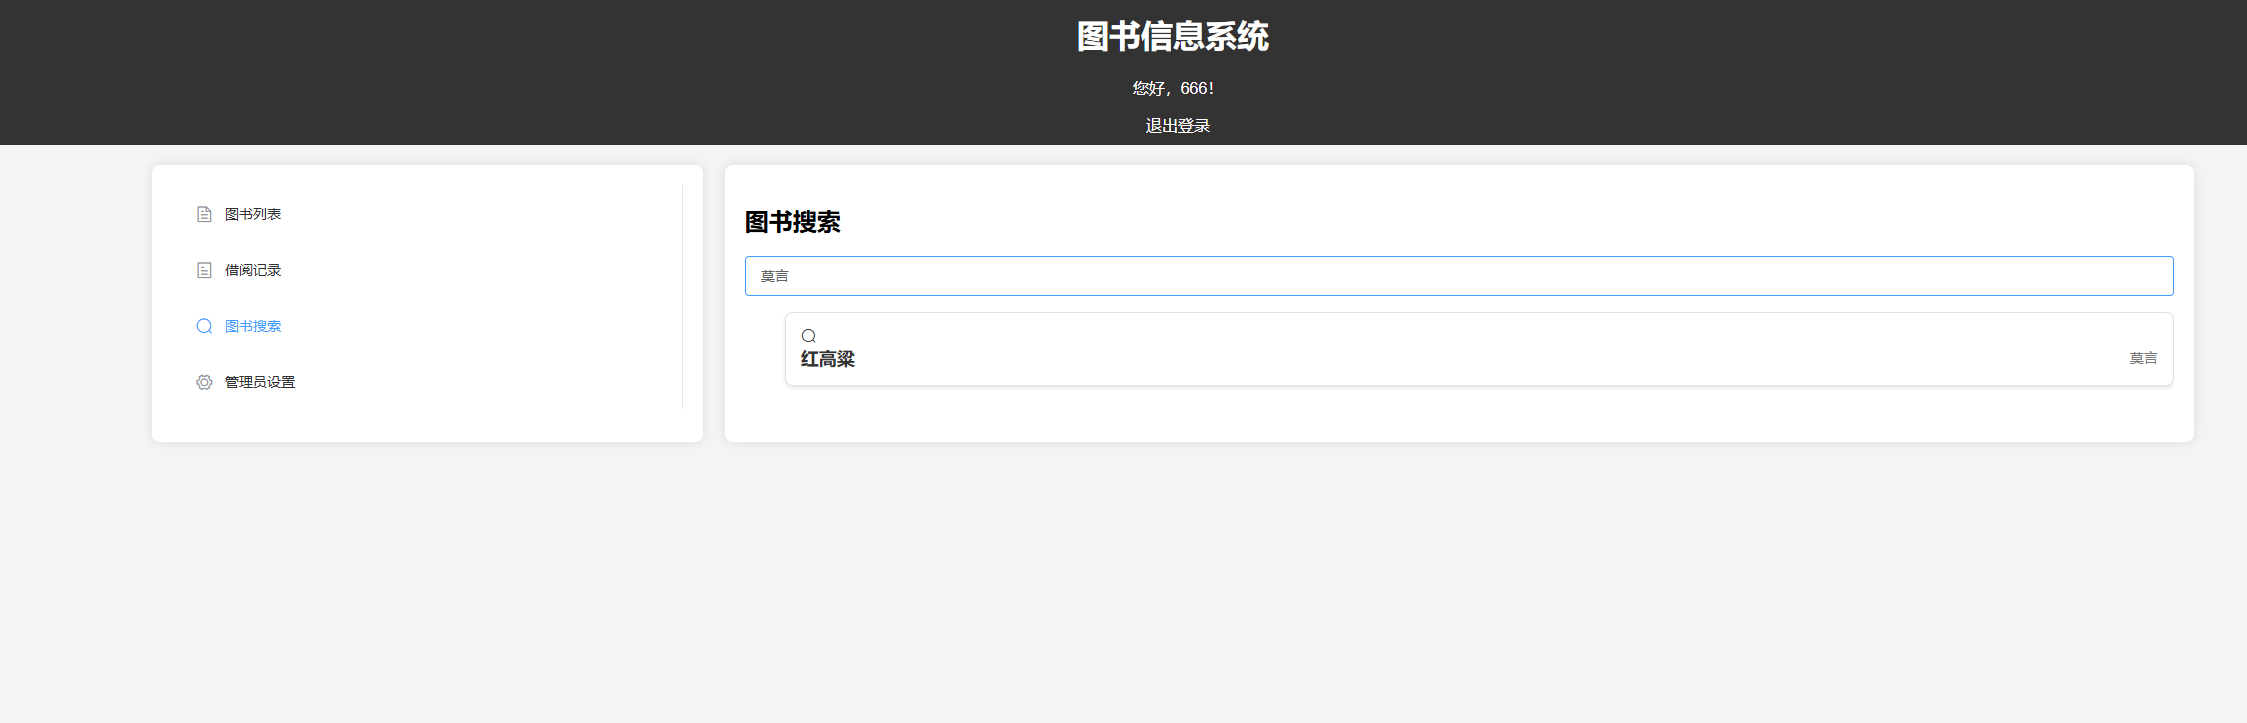 图书信息系统
您好，666！
退出登录
图书列表
借阅记录
图书搜索
管理员设置
图书搜索
莫言
红高粱
莫言